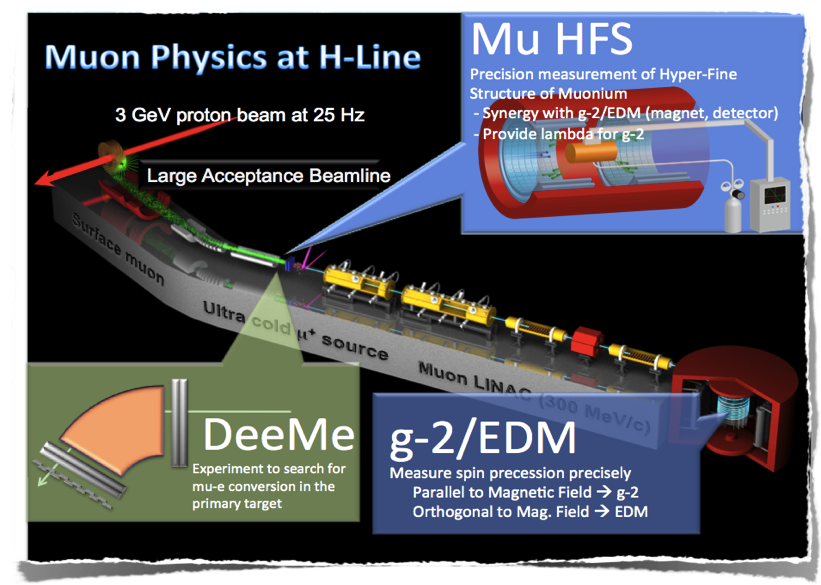 Muon Physics at H-Line
3 GeV proton beam at 25 Hz
Large Acceptance Beamline
Mu HFS
Precision measurement of Hyper-Fine
Structure of Muonium
- Synergy with g-2/EDM (magnet, detector)
- Provide lambda for g-2
Surface muon
Ultra cold μ⁺ source
Muon LINAC (300 MeV/c)
DeeMe
Experiment to search for
mu-e conversion in the
primary target
g-2/EDM
Measure spin precession precisely
Parallel to Magnetic Field → g-2
Orthogonal to Mag. Field → EDM